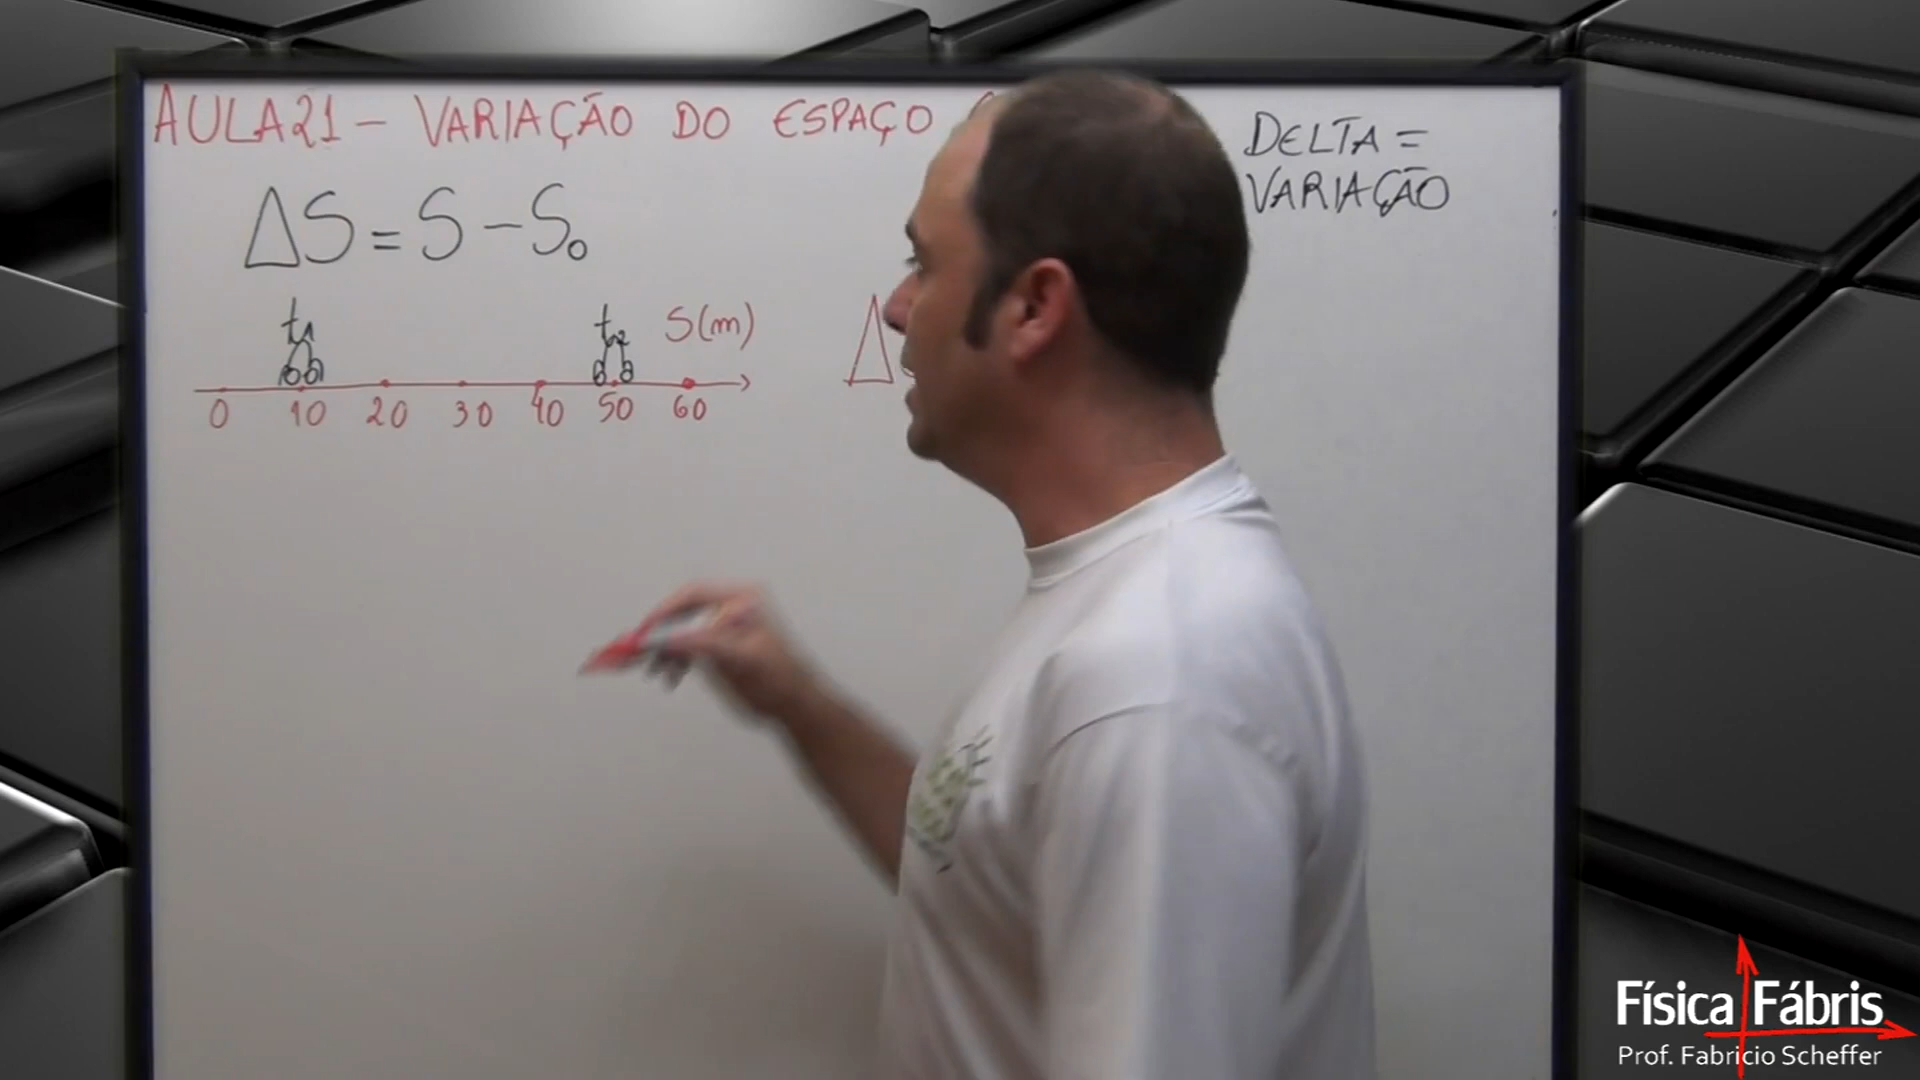 AULA 21 - VARIAÇÃO DO ESPAÇO
DELTA =
VARIAÇÃO
ΔS = S - S₀
t₁
t₂
S(m)
Δ
0 10 20 30 40 50 60
Física Fábris
Prof. Fabricio Scheffer